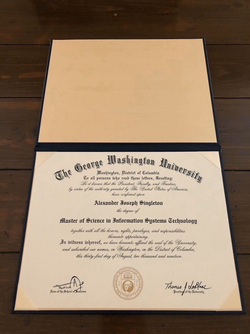 The George Washington University
Washington, District of Columbia
To all persons who read these letters, Greeting:
Be it known that the President, Faculty, and Trustees,
by virtue of the authority granted by The United States of America,
have conferred upon
Alexander Joseph Singleton
the degree of
Master of Science in Information Systems Technology
together with all the honors, rights, privileges, and responsibilities
thereunto appertaining.
In witness whereof, we have hereunto affixed the seal of the University,
and subscribed our names, in Washington, in the District of Columbia,
this thirty first day of August, two thousand and nineteen.